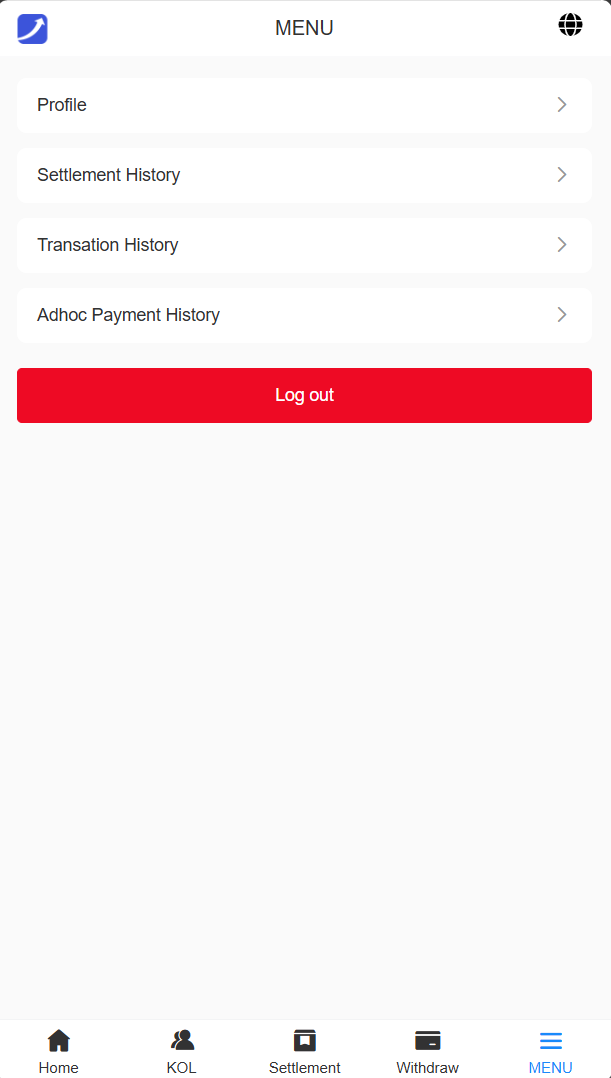 MENU
Profile
Settlement History
Transation History
Adhoc Payment History
Log out
Home
KOL
Settlement
Withdraw
MENU